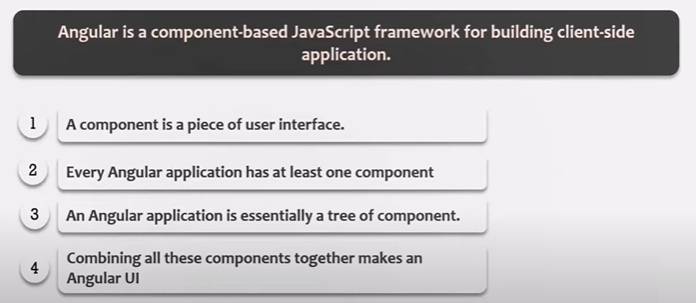 Angular is a component-based JavaScript framework for building client-side
application.
1 A component is a piece of user interface.
2 Every Angular application has at least one component
3 An Angular application is essentially a tree of component.
4 Combining all these components together makes an
Angular UI